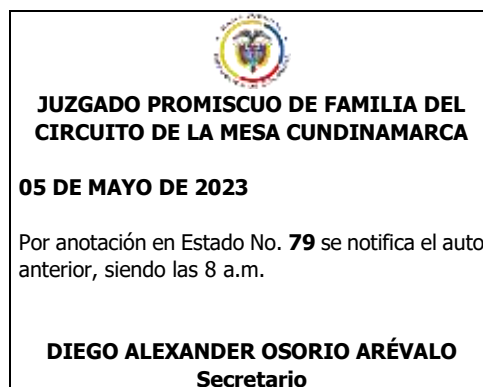 JUZGADO PROMISCUO DE FAMILIA DEL
CIRCUITO DE LA MESA CUNDINAMARCA
05 DE MAYO DE 2023
Por anotación en Estado No. 79 se notifica el auto
anterior, siendo las 8 a.m.
DIEGO ALEXANDER OSORIO ARÉVALO
Secretario